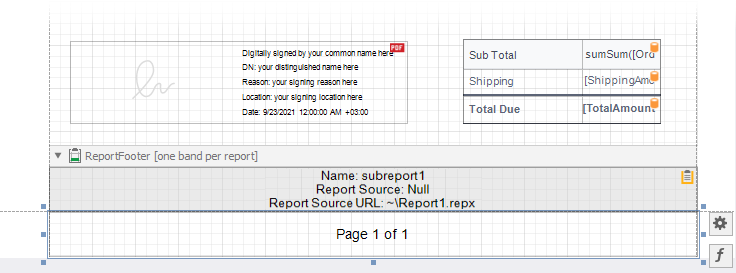 Digitally signed by your common name here
PDF
DN: your distinguished name here
Reason: your signing reason here
Location: your signing location here
Date: 9/23/2021 12:00:00 AM +03:00
Sub Total sumSum([Ord
Shipping [ShippingAmo
Total Due [TotalAmount
ReportFooter [one band per report]
Name: subreport1
Report Source: Null
Report Source URL: ~\Report1.repx
Page 1 of 1
f